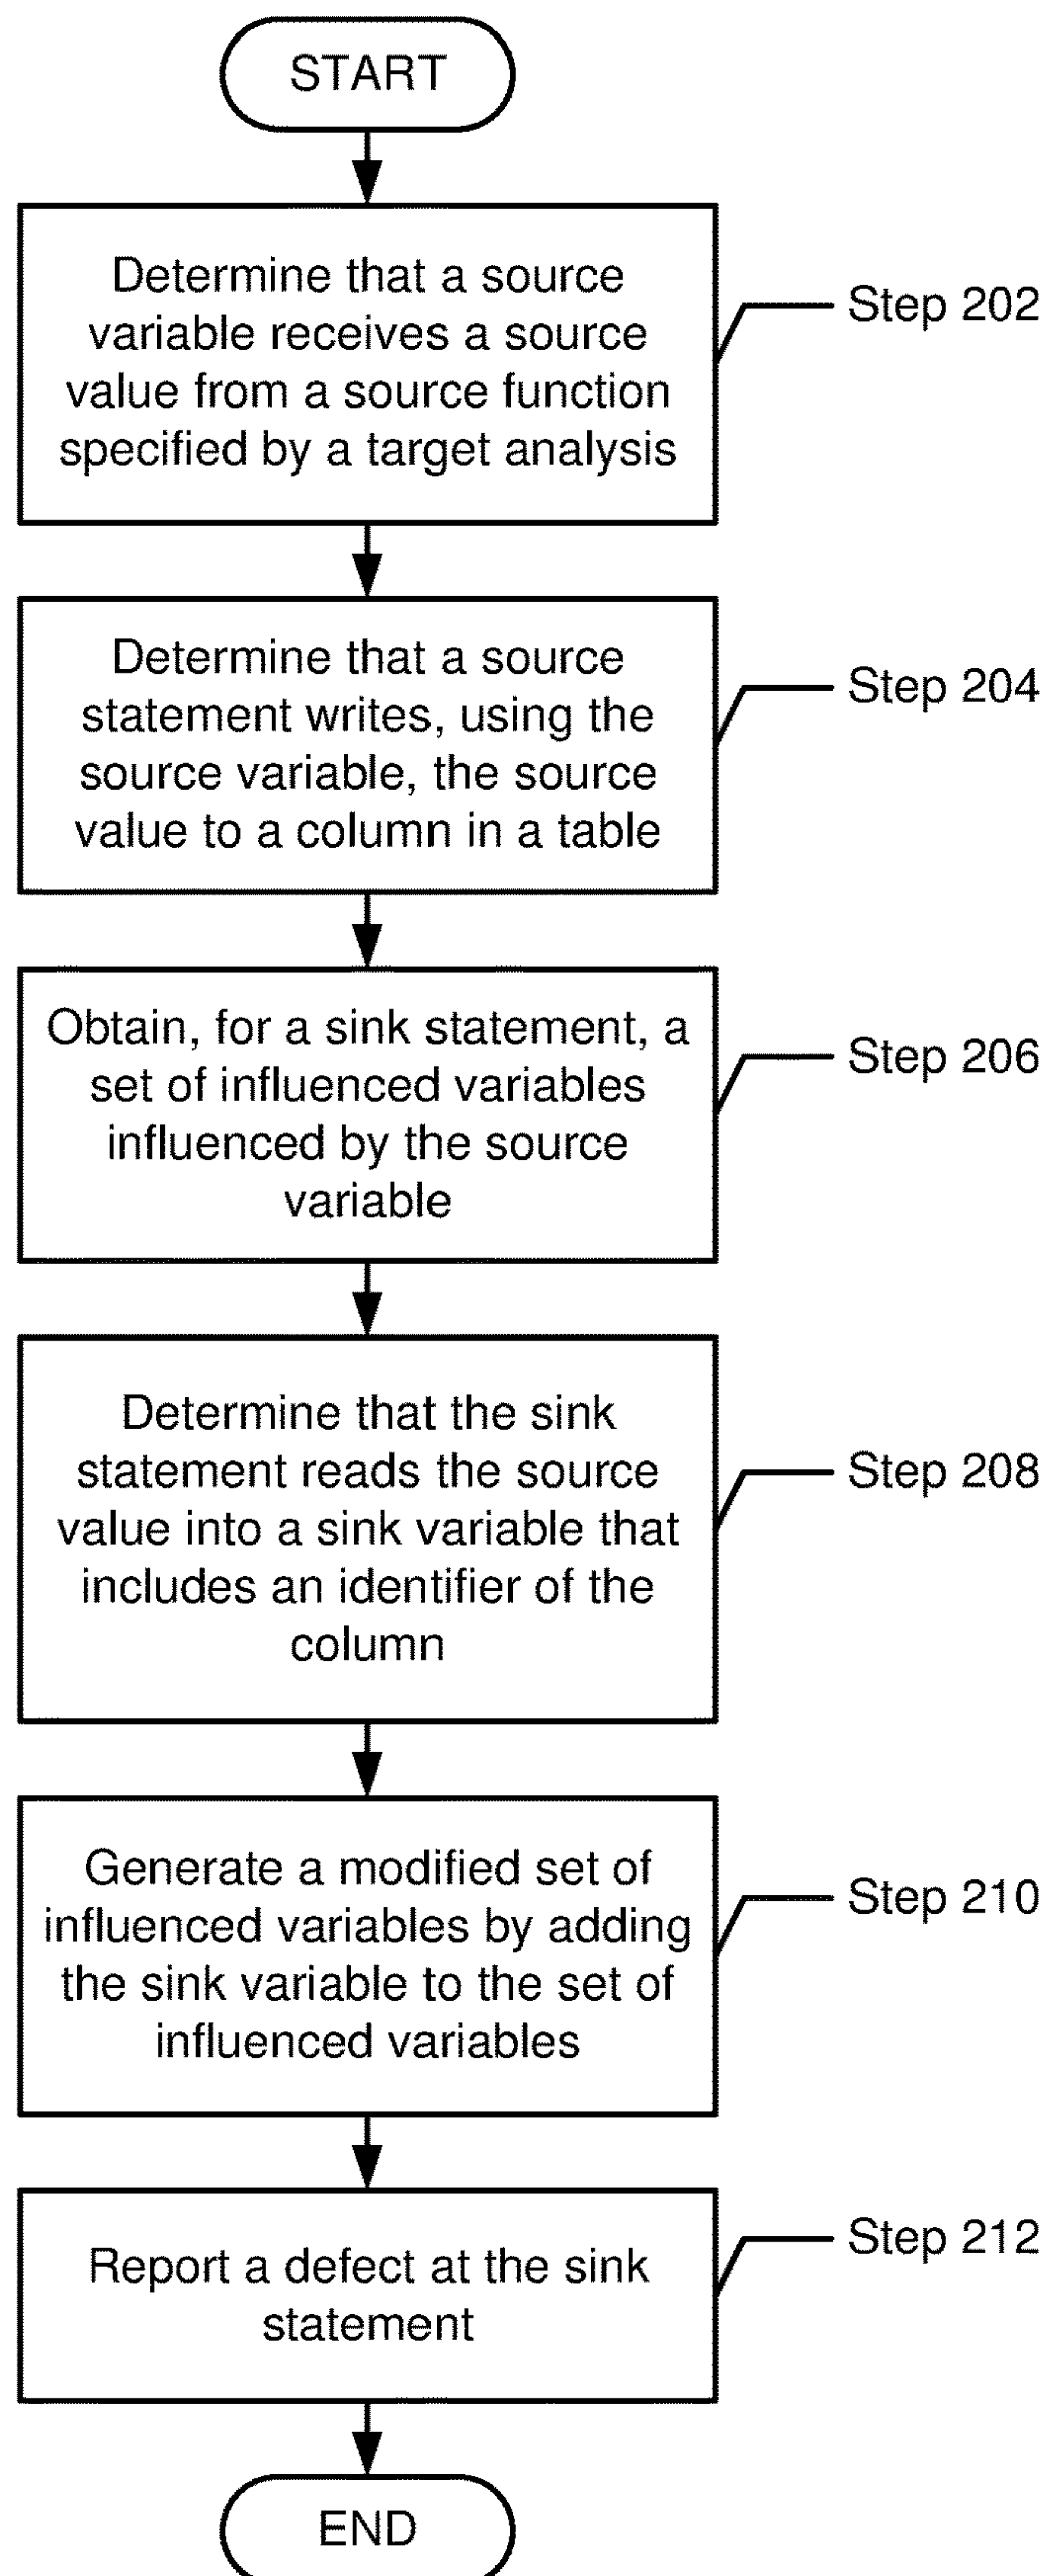 START
Determine that a source
variable receives a source
value from a source function
specified by a target analysis
Step 202
Determine that a source
statement writes, using the
source variable, the source
value to a column in a table
Step 204
Obtain, for a sink statement, a
set of influenced variables
influenced by the source
variable
Step 206
Determine that the sink
statement reads the source
value into a sink variable that
includes an identifier of the
column
Step 208
Generate a modified set of
influenced variables by adding
the sink variable to the set of
influenced variables
Step 210
Report a defect at the sink
statement
Step 212
END